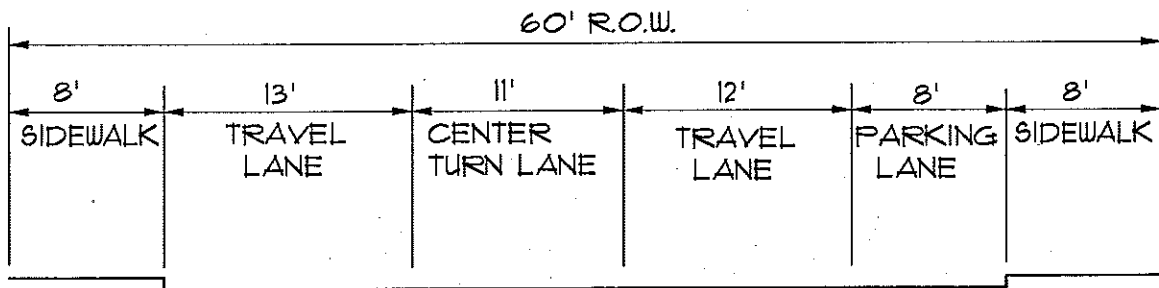 60' R.O.W.
8' 13' 11' 12' 8' 8'
SIDEWALK TRAVEL LANE CENTER TURN LANE TRAVEL LANE PARKING LANE SIDEWALK